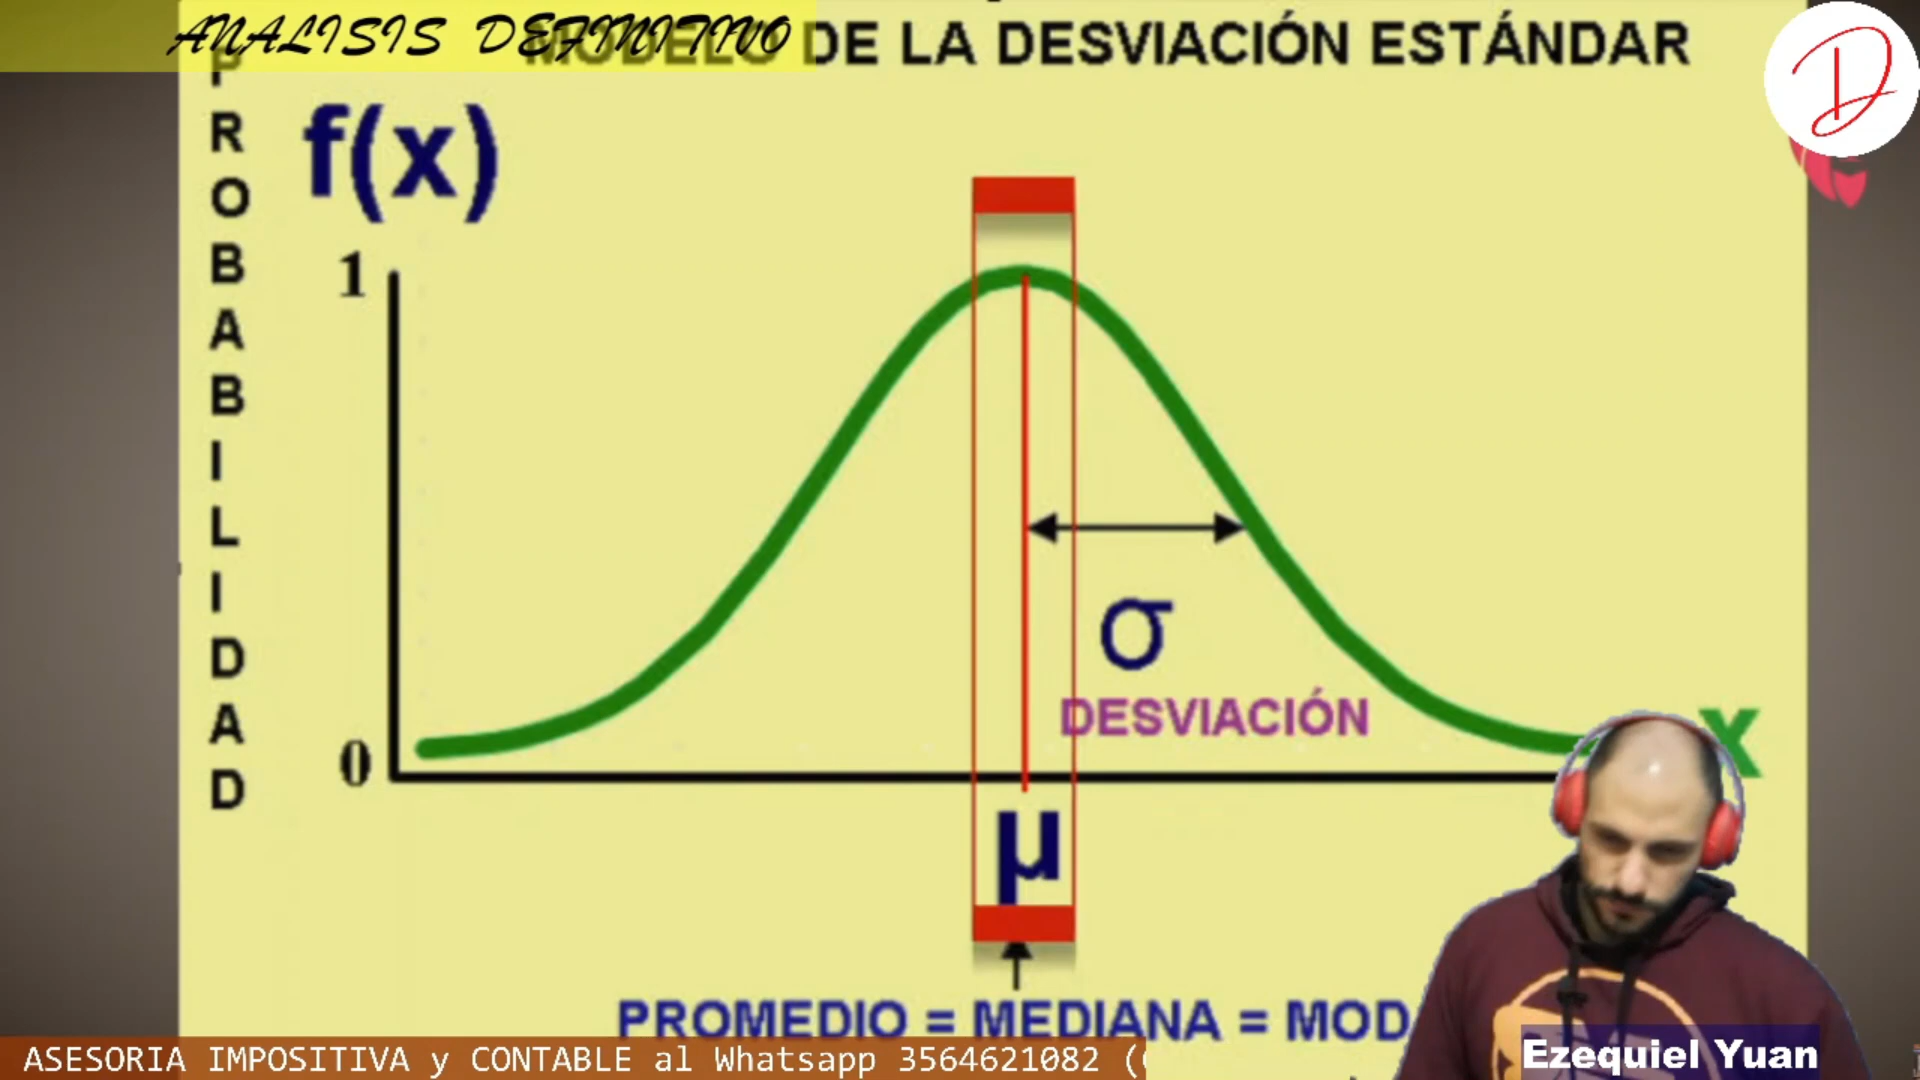 ANALISIS DEFINITIVO
MODELO DE LA DESVIACIÓN ESTÁNDAR
D
PROBABILIDAD
f(x)
1
0
σ
DESVIACIÓN
X
μ
PROMEDIO = MEDIANA = MOD
ASESORIA IMPOSITIVA y CONTABLE al Whatsapp 3564621082 (
Ezequiel Yuan